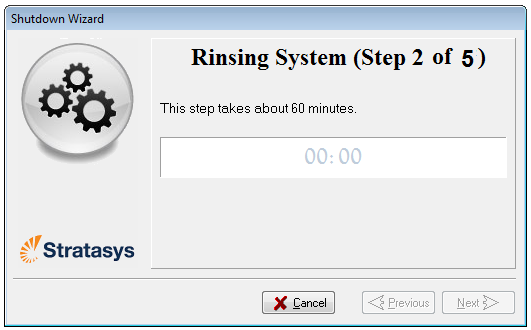 Shutdown Wizard
Rinsing System (Step 2 of 5)
This step takes about 60 minutes.
00:00
Stratasys
Cancel
Previous
Next